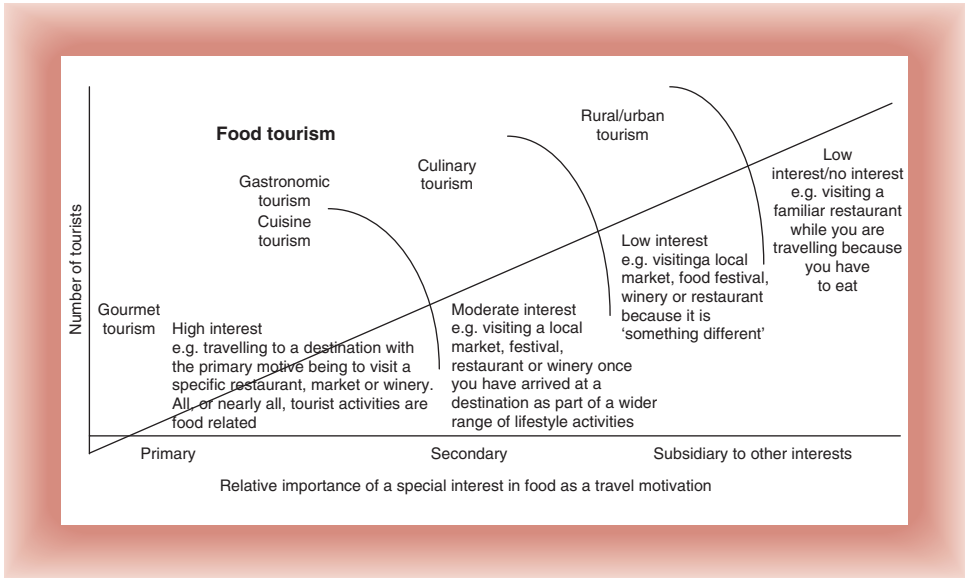 Food tourism
Number of tourists
Gourmet
tourism
Gastronomic
tourism
Cuisine
tourism
Culinary
tourism
Rural/urban
tourism
High interest
e.g. travelling to a destination with
the primary motive being to visit a
specific restaurant, market or winery.
All, or nearly all, tourist activities are
food related
Moderate interest
e.g. visiting a local
market, festival,
restaurant or winery once
you have arrived at a
destination as part of a wider
range of lifestyle activities
Low interest
e.g. visitinga local
market, food festival,
winery or restaurant
because it is
‘something different’
Low
interest/no interest
e.g. visiting a
familiar restaurant
while you are
travelling because
you have
to eat
Primary
Secondary
Subsidiary to other interests
Relative importance of a special interest in food as a travel motivation